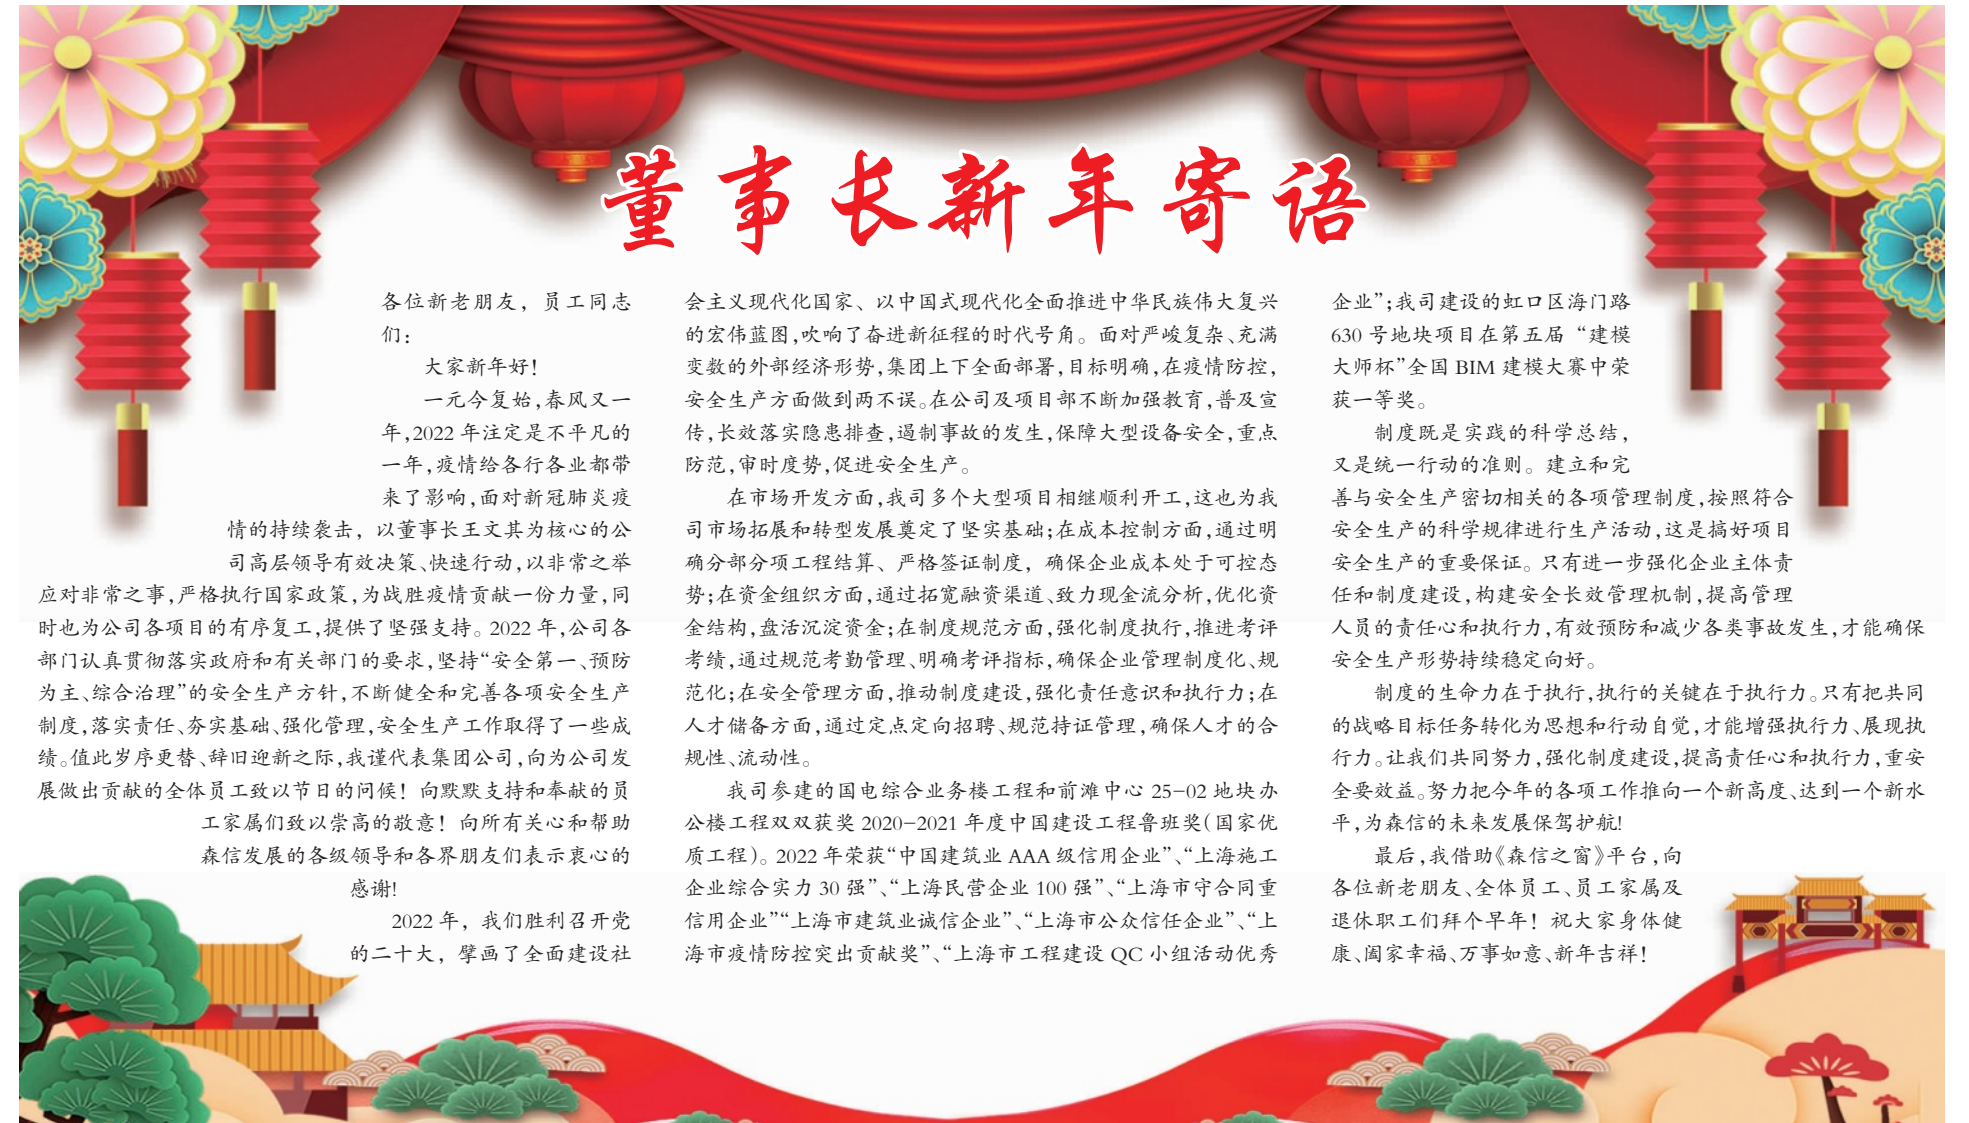 董事长新年寄语
各位新老朋友，员工同志
们：
大家新年好！
一元今复始，春风又一
年，2022 年注定是不平凡的
一年，疫情给各行各业都带
来了影响，面对新冠肺炎疫
情的持续袭击，以董事长王文其为核心的公
司高层领导有效决策、快速行动，以非常之举
应对非常之事，严格执行国家政策，为战胜疫情贡献一份力量，同
时也为公司各项目的有序复工，提供了坚强支持。2022 年，公司各
部门认真贯彻落实政府和有关部门的要求，坚持“安全第一、预防
为主、综合治理”的安全生产方针，不断健全和完善各项安全生产
制度，落实责任、夯实基础、强化管理，安全生产工作取得了一些成
绩。值此岁序更替、辞旧迎新之际，我谨代表集团公司，向为公司发
展做出贡献的全体员工致以节日的问候！向默默支持和奉献的员
工家属们致以崇高的敬意！向所有关心和帮助
森信发展的各级领导和各界朋友们表示衷心的
感谢！
2022 年，我们胜利召开党
的二十大，擘画了全面建设社
会主义现代化国家、以中国式现代化全面推进中华民族伟大复兴
的宏伟蓝图，吹响了奋进新征程的时代号角。面对严峻复杂、充满
变数的外部经济形势，集团上下全面部署，目标明确，在疫情防控，
安全生产方面做到两不误。在公司及项目部不断加强教育，普及宣
传，长效落实隐患排查，遏制事故的发生，保障大型设备安全，重点
防范，审时度势，促进安全生产。
在市场开发方面，我司多个大型项目相继顺利开工，这也为我
司市场拓展和转型发展奠定了坚实基础；在成本控制方面，通过明
确分部分项工程结算、严格签证制度，确保企业成本处于可控态
势；在资金组织方面，通过拓宽融资渠道、致力现金流分析，优化资
金结构，盘活沉淀资金；在制度规范方面，强化制度执行，推进考评
考绩，通过规范考勤管理、明确考评指标，确保企业管理制度化、规
范化；在安全管理方面，推动制度建设，强化责任意识和执行力；在
人才储备方面，通过定点定向招聘、规范持证管理，确保人才的合
规性、流动性。
我司参建的国电综合业务楼工程和前滩中心 25-02 地块办
公楼工程双双获奖 2020-2021 年度中国建设工程鲁班奖（国家优
质工程）。2022 年荣获“中国建筑业 AAA 级信用企业”、“上海施工
企业综合实力 30 强”、“上海民营企业 100 强”、“上海市守合同重
信用企业”“上海市建筑业诚信企业”、“上海市公众信任企业”、“上
海市疫情防控突出贡献奖”、“上海市工程建设 QC 小组活动优秀
企业”；我司建设的虹口区海门路
630 号地块项目在第五届“建模
大师杯”全国 BIM 建模大赛中荣
获一等奖。
制度既是实践的科学总结，
又是统一行动的准则。建立和完
善与安全生产密切相关的各项管理制度，按照符合
安全生产的科学规律进行生产活动，这是搞好项目
安全生产的重要保证。只有进一步强化企业主体责
任和制度建设，构建安全长效管理机制，提高管理
人员的责任心和执行力，有效预防和减少各类事故发生，才能确保
安全生产形势持续稳定向好。
制度的生命力在于执行，执行的关键在于执行力。只有把共同
的战略目标任务转化为思想和行动自觉，才能增强执行力、展现执
行力。让我们共同努力，强化制度建设，提高责任心和执行力，重安
全要效益。努力把今年的各项工作推向一个新高度、达到一个新水
平，为森信的未来发展保驾护航！
最后，我借助《森信之窗》平台，向
各位新老朋友、全体员工、员工家属及
退休职工们拜个早年！祝大家身体健
康、阖家幸福、万事如意、新年吉祥！